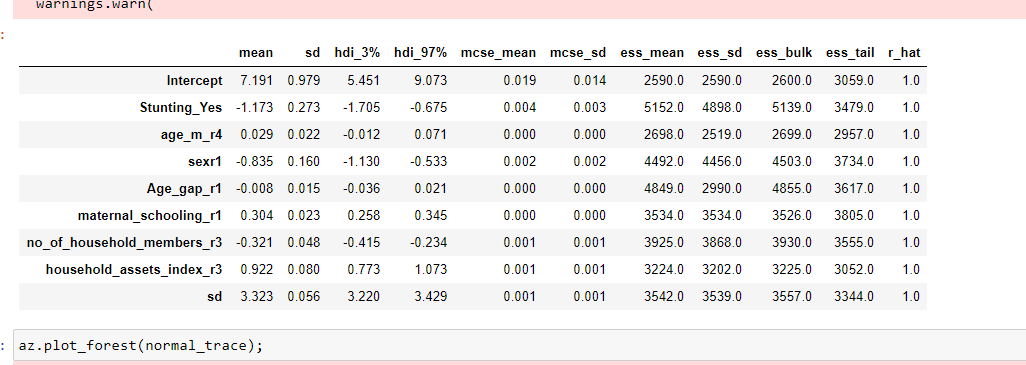 warnings.warn(
:
mean sd hdi_3% hdi_97% mcse_mean mcse_sd ess_mean ess_sd ess_bulk ess_tail r_hat
Intercept 7.191 0.979 5.451 9.073 0.019 0.014 2590.0 2590.0 2600.0 3059.0 1.0
Stunting_Yes -1.173 0.273 -1.705 -0.675 0.004 0.003 5152.0 4898.0 5139.0 3479.0 1.0
age_m_r4 0.029 0.022 -0.012 0.071 0.000 0.000 2698.0 2519.0 2699.0 2957.0 1.0
sexr1 -0.835 0.160 -1.130 -0.533 0.002 0.002 4492.0 4456.0 4503.0 3734.0 1.0
Age_gap_r1 -0.008 0.015 -0.036 0.021 0.000 0.000 4849.0 2990.0 4855.0 3617.0 1.0
maternal_schooling_r1 0.304 0.023 0.258 0.345 0.000 0.000 3534.0 3534.0 3526.0 3805.0 1.0
no_of_household_members_r3 -0.321 0.048 -0.415 -0.234 0.001 0.001 3925.0 3868.0 3930.0 3555.0 1.0
household_assets_index_r3 0.922 0.080 0.773 1.073 0.001 0.001 3224.0 3202.0 3225.0 3052.0 1.0
sd 3.323 0.056 3.220 3.429 0.001 0.001 3542.0 3539.0 3557.0 3344.0 1.0
: az.plot_forest(normal_trace);